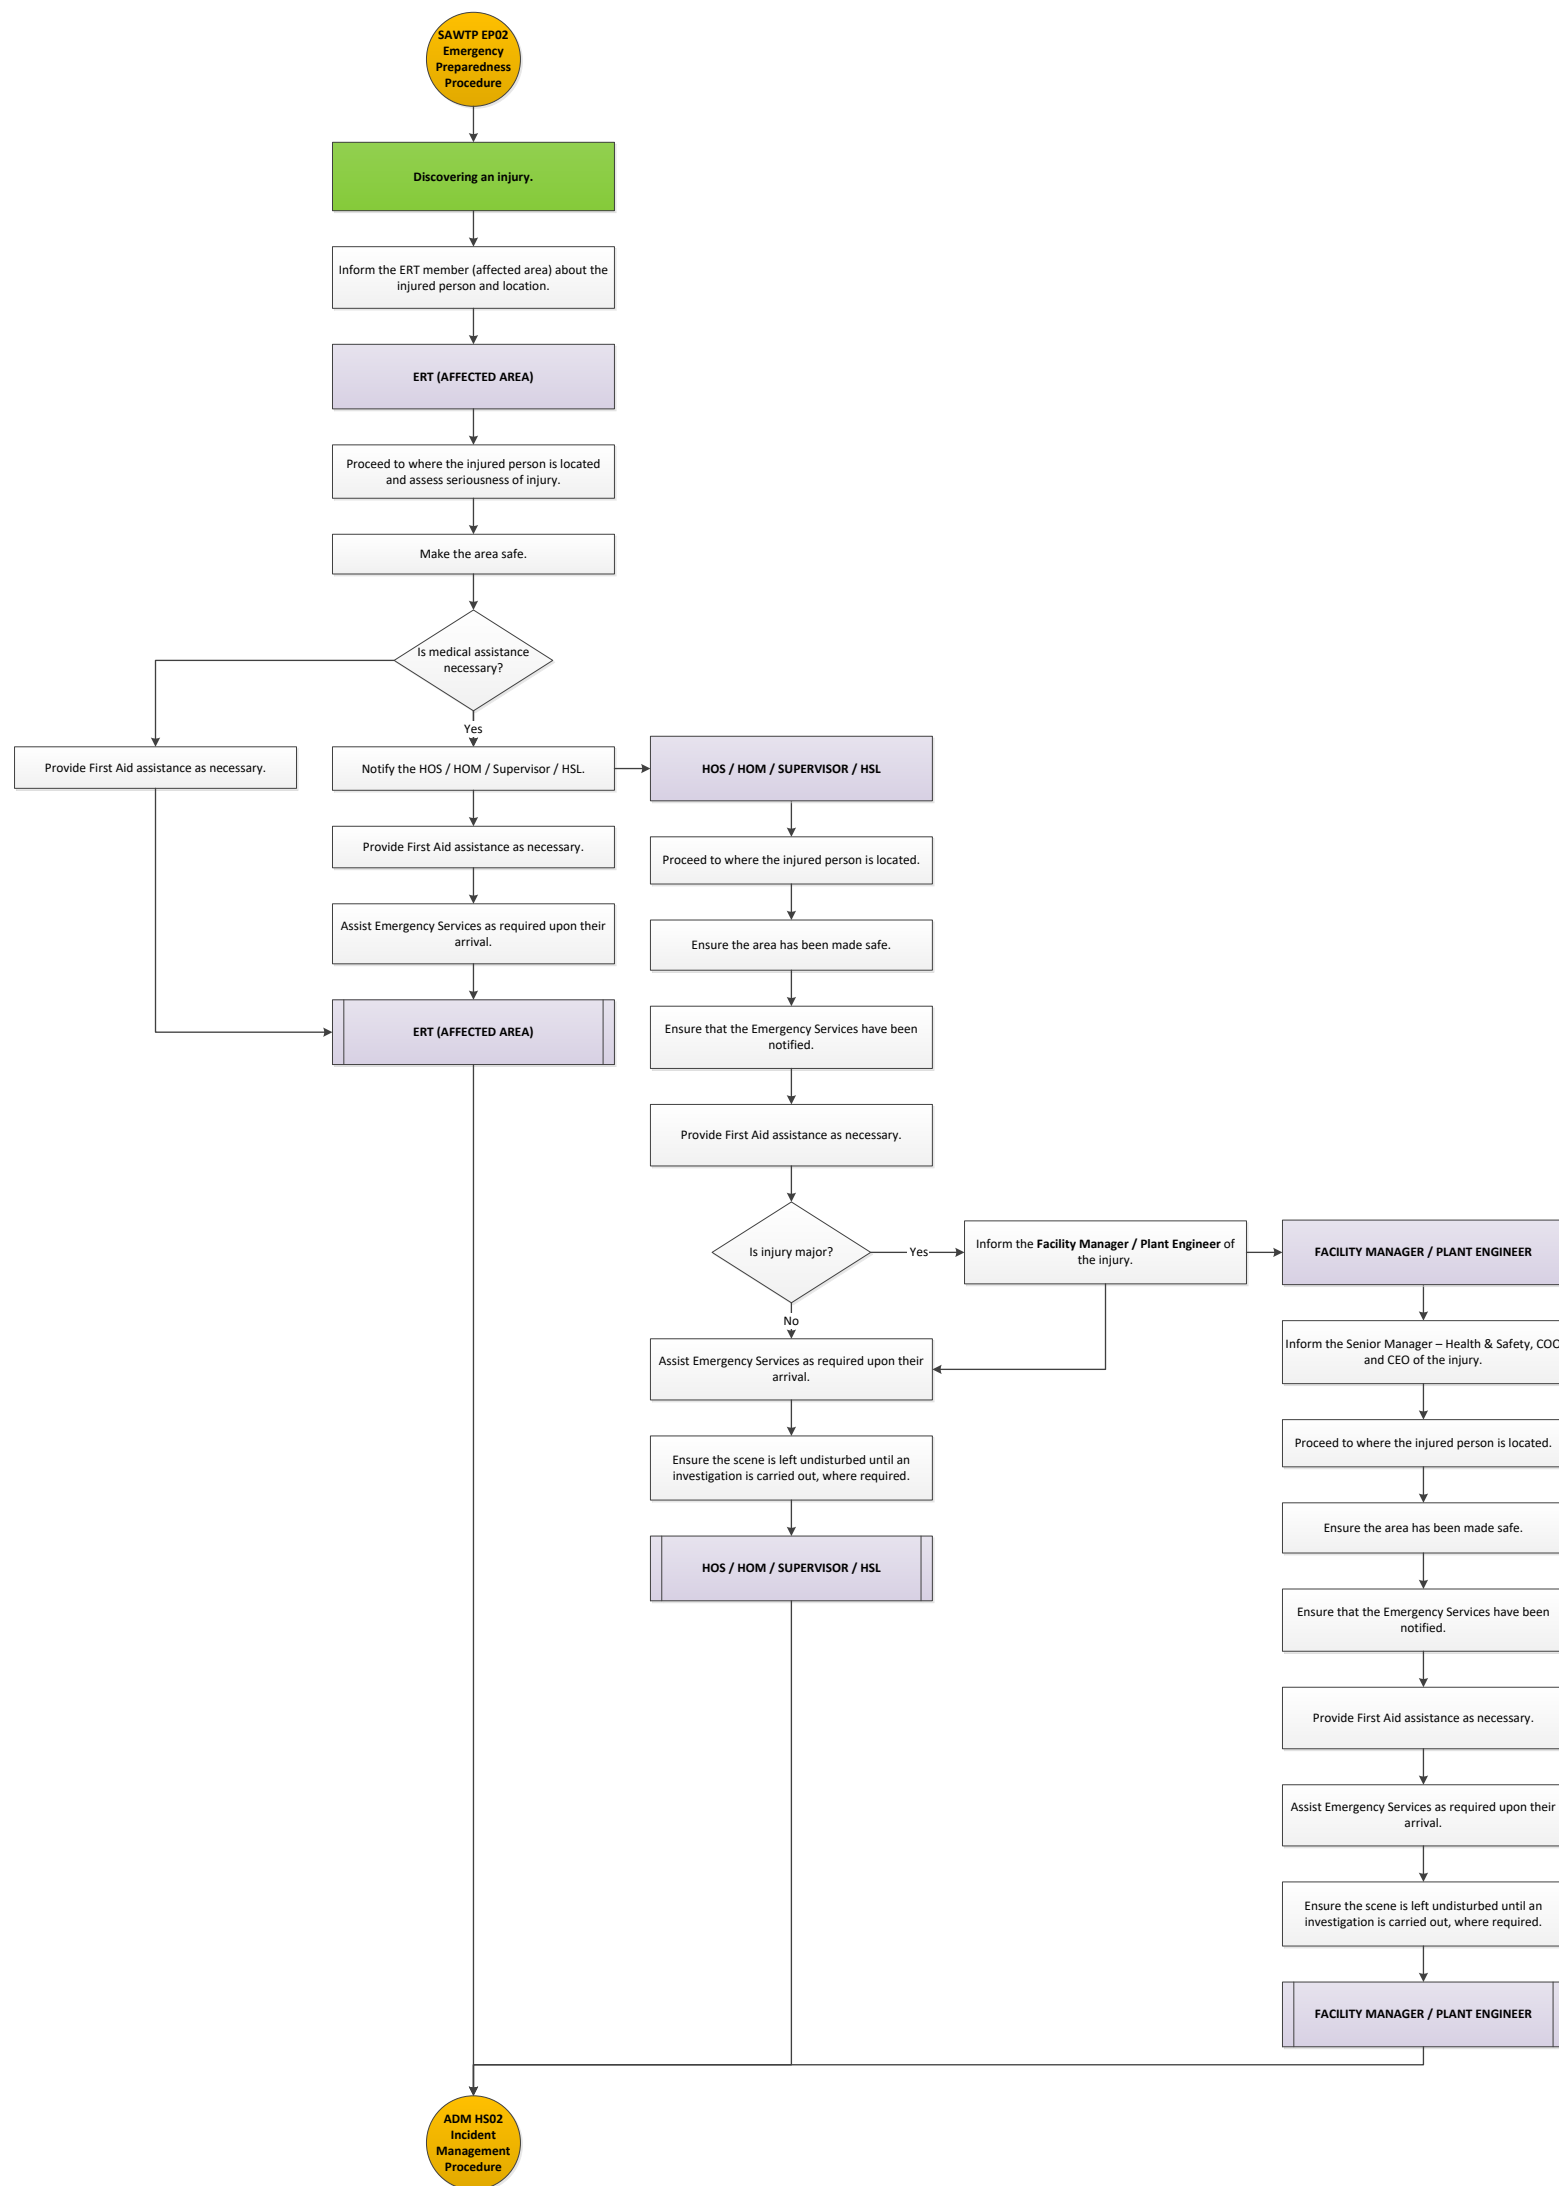 SAWTP EP02
Emergency
Preparedness
Procedure
Discovering an injury.
Inform the ERT member (affected area) about the
injured person and location.
ERT (AFFECTED AREA)
Proceed to where the injured person is located
and assess seriousness of injury.
Make the area safe.
Is medical assistance
necessary?
Yes
Provide First Aid assistance as necessary.
Notify the HOS / HOM / Supervisor / HSL.
HOS / HOM / SUPERVISOR / HSL
Provide First Aid assistance as necessary.
Assist Emergency Services as required upon their
arrival.
ERT (AFFECTED AREA)
Proceed to where the injured person is located.
Ensure the area has been made safe.
Ensure that the Emergency Services have been
notified.
Provide First Aid assistance as necessary.
Is injury major?
Yes
Inform the Facility Manager / Plant Engineer of
the injury.
FACILITY MANAGER / PLANT ENGINEER
No
Assist Emergency Services as required upon their
arrival.
Ensure the scene is left undisturbed until an
investigation is carried out, where required.
HOS / HOM / SUPERVISOR / HSL
Inform the Senior Manager – Health & Safety, COO
and CEO of the injury.
Proceed to where the injured person is located.
Ensure the area has been made safe.
Ensure that the Emergency Services have been
notified.
Provide First Aid assistance as necessary.
Assist Emergency Services as required upon their
arrival.
Ensure the scene is left undisturbed until an
investigation is carried out, where required.
FACILITY MANAGER / PLANT ENGINEER
ADM HS02
Incident
Management
Procedure